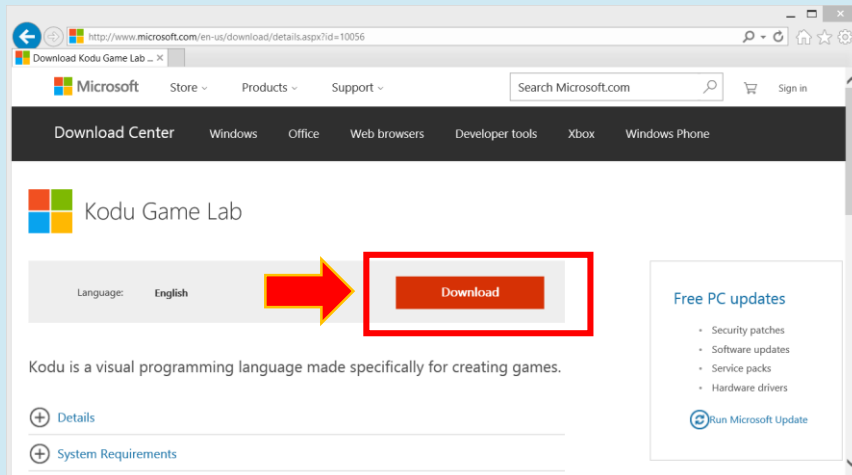 http://www.microsoft.com/en-us/download/details.aspx?id=10056
Download Kodu Game Lab ...
Microsoft Store Products Support Search Microsoft.com Sign in
Download Center Windows Office Web browsers Developer tools Xbox Windows Phone
Kodu Game Lab
Language: English Download
Kodu is a visual programming language made specifically for creating games.
Details
System Requirements
Free PC updates
Security patches
Software updates
Service packs
Hardware drivers
Run Microsoft Update